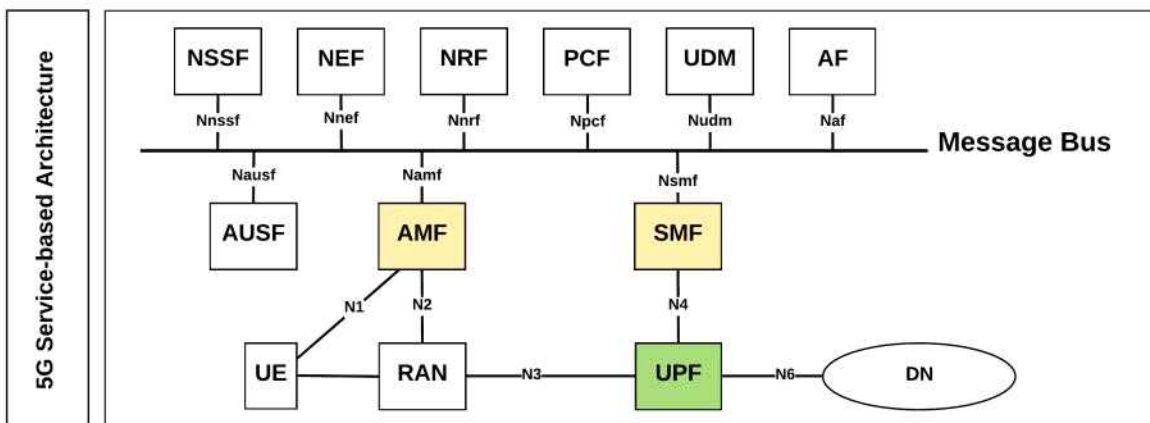 5G Service-based Architecture
NSSF NEF NRF PCF UDM AF
Nnssf Nnef Nnrf Npcf Nudm Naf
Message Bus
Nausf Namf Nsmf
AUSF AMF SMF
N1 N2 N4
UE RAN N3 UPF N6 DN